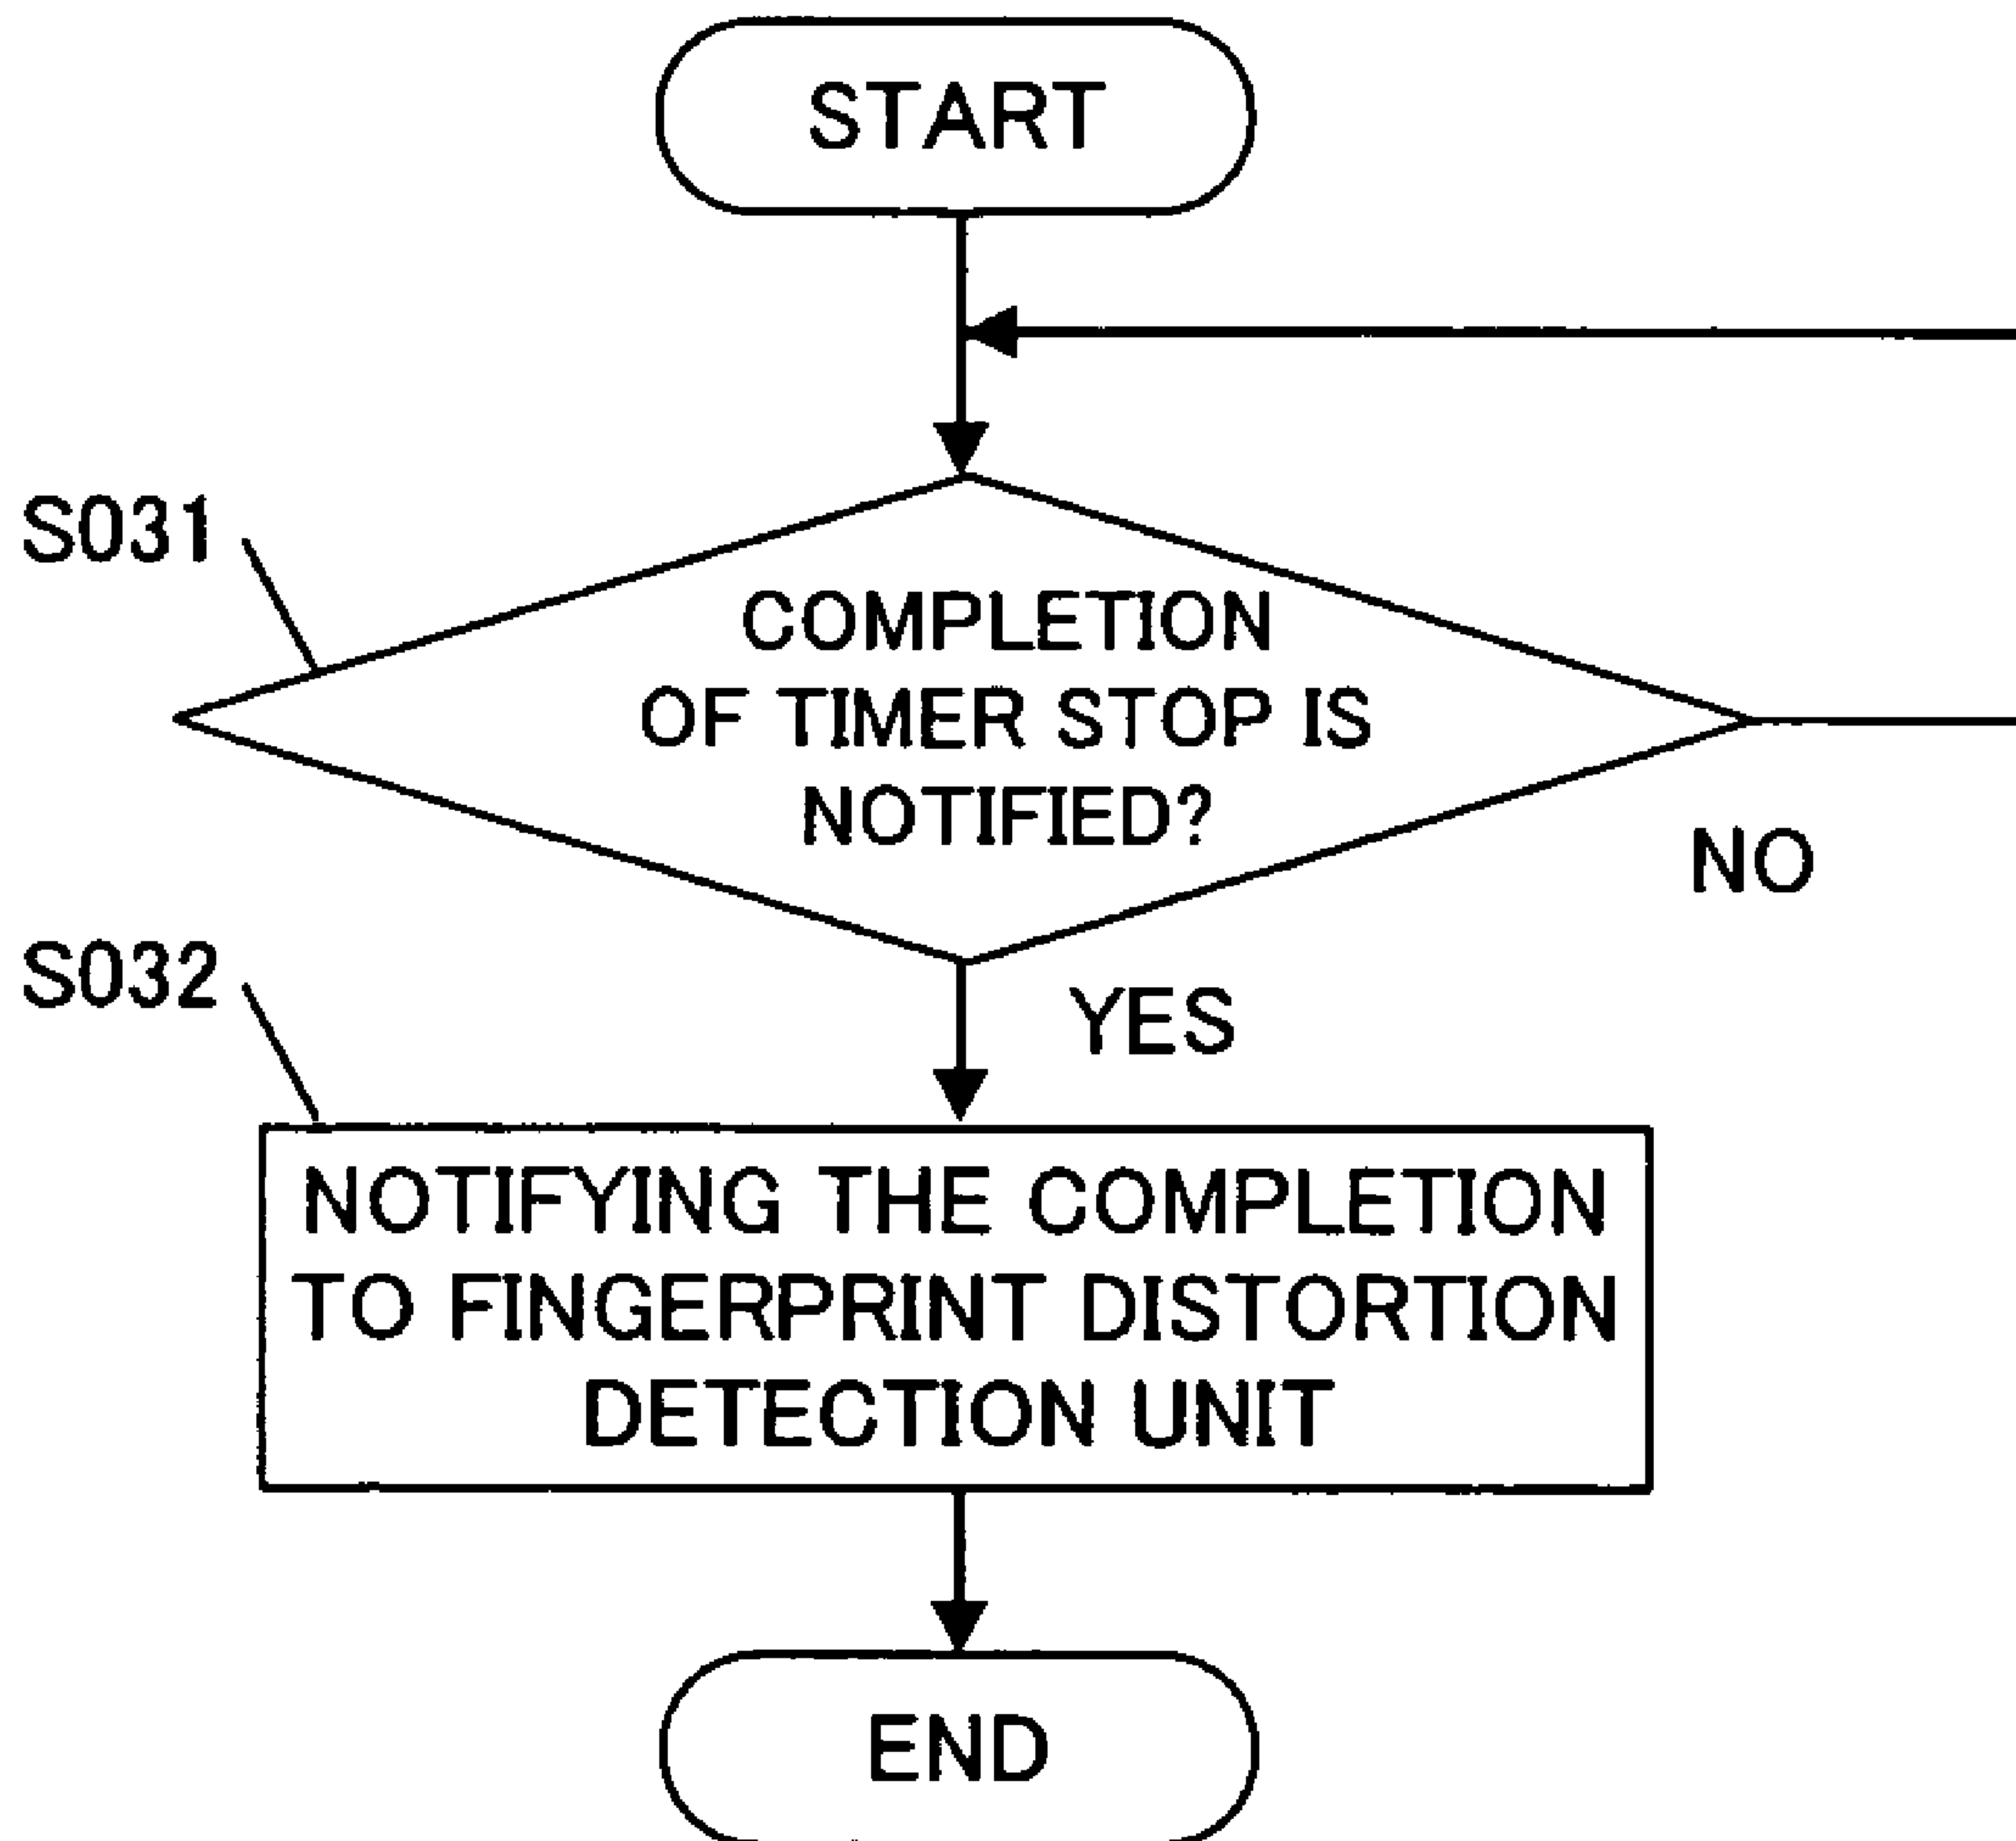 START
S031
COMPLETION
OF TIMER STOP IS
NOTIFIED?
NO
S032
YES
NOTIFYING THE COMPLETION
TO FINGERPRINT DISTORTION
DETECTION UNIT
END